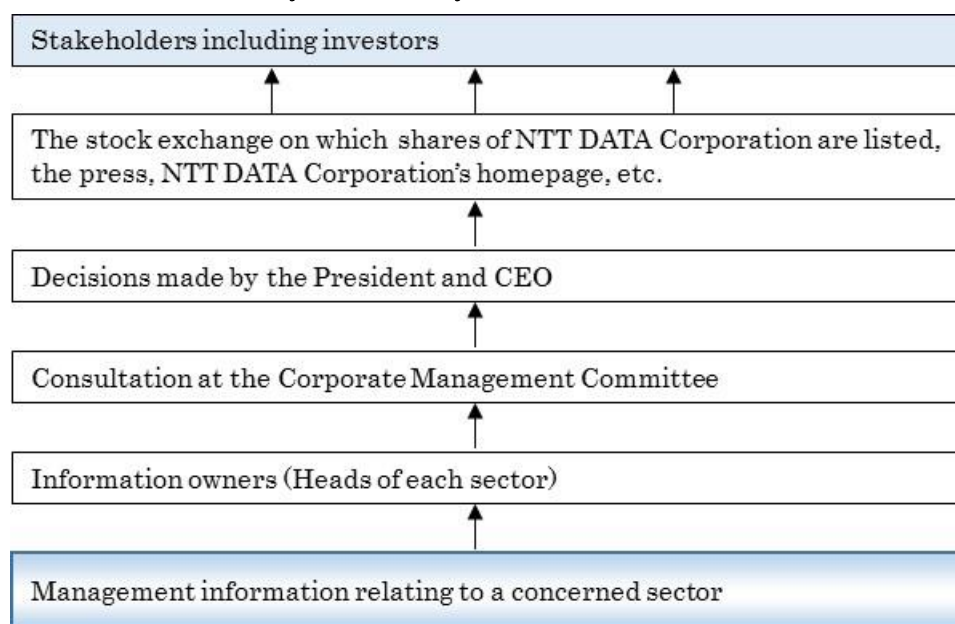 Stakeholders including investors
The stock exchange on which shares of NTT DATA Corporation are listed,
the press, NTT DATA Corporation's homepage, etc.
Decisions made by the President and CEO
Consultation at the Corporate Management Committee
Information owners (Heads of each sector)
Management information relating to a concerned sector